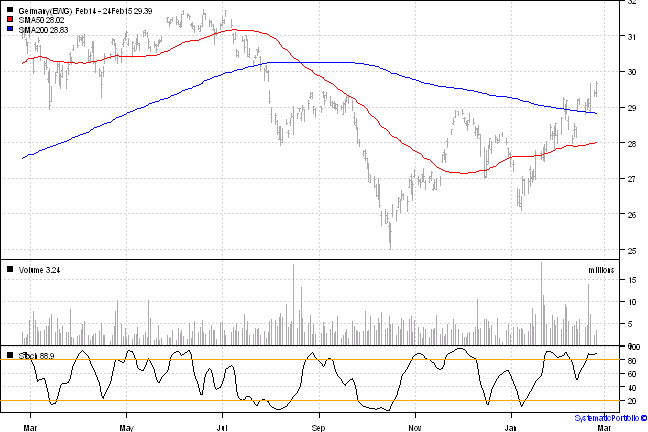 Germany(EWG) Feb14 - 24Feb15 29.39
SMA50 28.02
SMA200 28.83
32
31
30
29
28
27
26
25
Volume 3.24
millions
15
10
5
0
Stoch 88.9
100
80
60
40
20
Mar
May
Jul
Sep
Nov
Jan
Mar
SystematicPortfolio ©